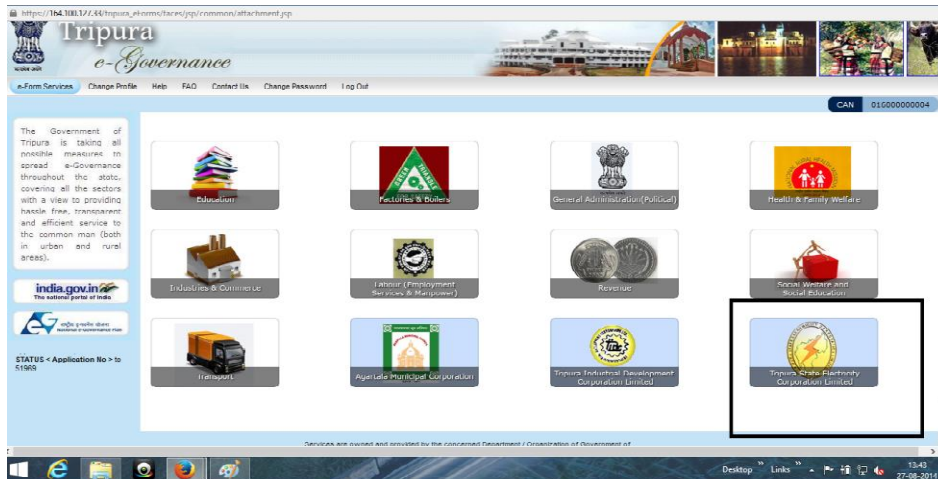 https://164.100.127.33/tripura_eForms/faces/jsp/common/attachment.jsp
Tripura
e-Governance
e-Form Services Change Profile Help FAQ Contact Us Change Password Log Out
CAN 016000000004
The Government of
Tripura is taking all
possible measures to
spread e-Governance
throughout the state,
covering all the sectors
with a view to providing
hassle free, transparent
and efficient service to
the common man (both
in urban and rural
areas).
india.gov.in
The national portal of India
STATUS < Application No > to
51969
Education
Factories & Boilers
General Administration(Political)
Health & Family Welfare
Industries & Commerce
Labour (Employment
Services & Manpower)
Revenue
Social Welfare and
Social Education
Transport
Agartala Municipal Corporation
Tripura Industrial Development
Corporation Limited
Tripura State Electricity
Corporation Limited
Services are owned and provided by the concerned Department / Organization of Government of
Desktop Links 13:43
27-08-2014